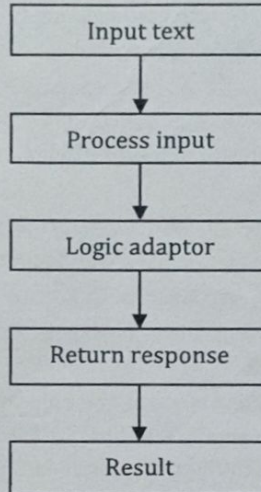 Input text
Process input
Logic adaptor
Return response
Result